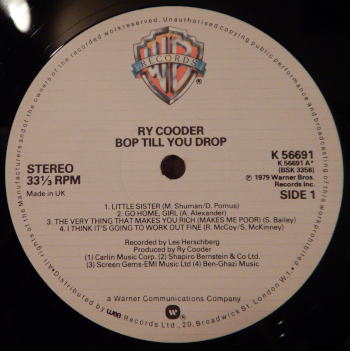 of the recorded work reserved. Unauthorised copying public performance and broadcasting
of this record prohibited. All rights of the Manufacturers and of the owners
WB
RECORDS
®
RY COODER
BOP TILL YOU DROP
STEREO
33⅓ RPM
Made in UK
K 56691
K 56691 A*
(BSK 3358)
Ⓟ 1979 Warner Bros.
Records Inc.
SIDE 1
1. LITTLE SISTER (M. Shuman/D. Pomus)
2. GO HOME, GIRL (A. Alexander)
3. THE VERY THING THAT MAKES YOU RICH (MAKES ME POOR) (S. Bailey)
4. I THINK IT'S GOING TO WORK OUT FINE (R. McCoy/S. McKinney)
Recorded by Lee Herschberg
Produced by Ry Cooder
(1) Carlin Music Corp. (2) Shapiro Bernstein & Co Ltd.
(3) Screen Gems-EMI Music Ltd (4) Ben-Ghazi Music
a Warner Communications Company
Distributed by wea Records Ltd., 20, Broadwick St. London W.1.